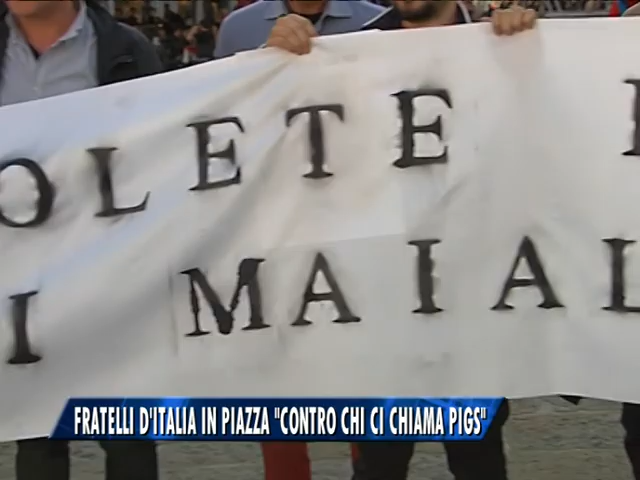 OLETE
I MAIAL
FRATELLI D'ITALIA IN PIAZZA "CONTRO CHI CI CHIAMA PIGS"